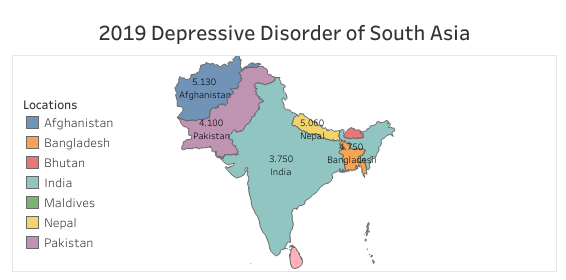 2019 Depressive Disorder of South Asia
Locations
Afghanistan
Bangladesh
Bhutan
India
Maldives
Nepal
Pakistan
5.130
Afghanistan
4.100
Pakistan
5.060
Nepal
4.750
Bangladesh
3.750
India